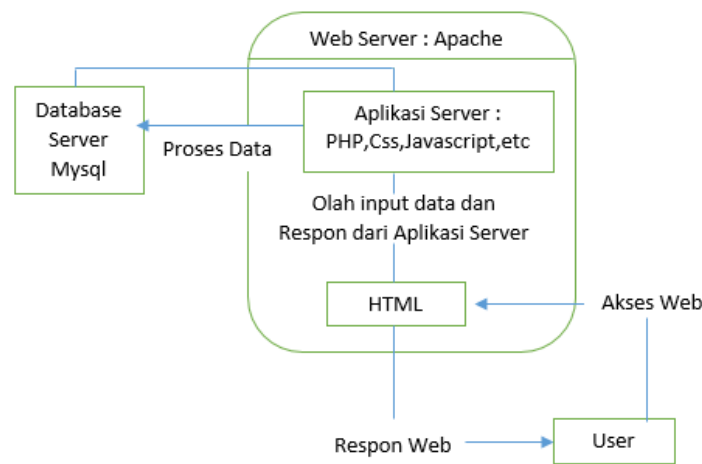 Web Server : Apache
Database
Server
Mysql
Aplikasi Server :
PHP,Css,Javascript,etc
Proses Data
Olah input data dan
Respon dari Aplikasi Server
HTML
Akses Web
Respon Web
User